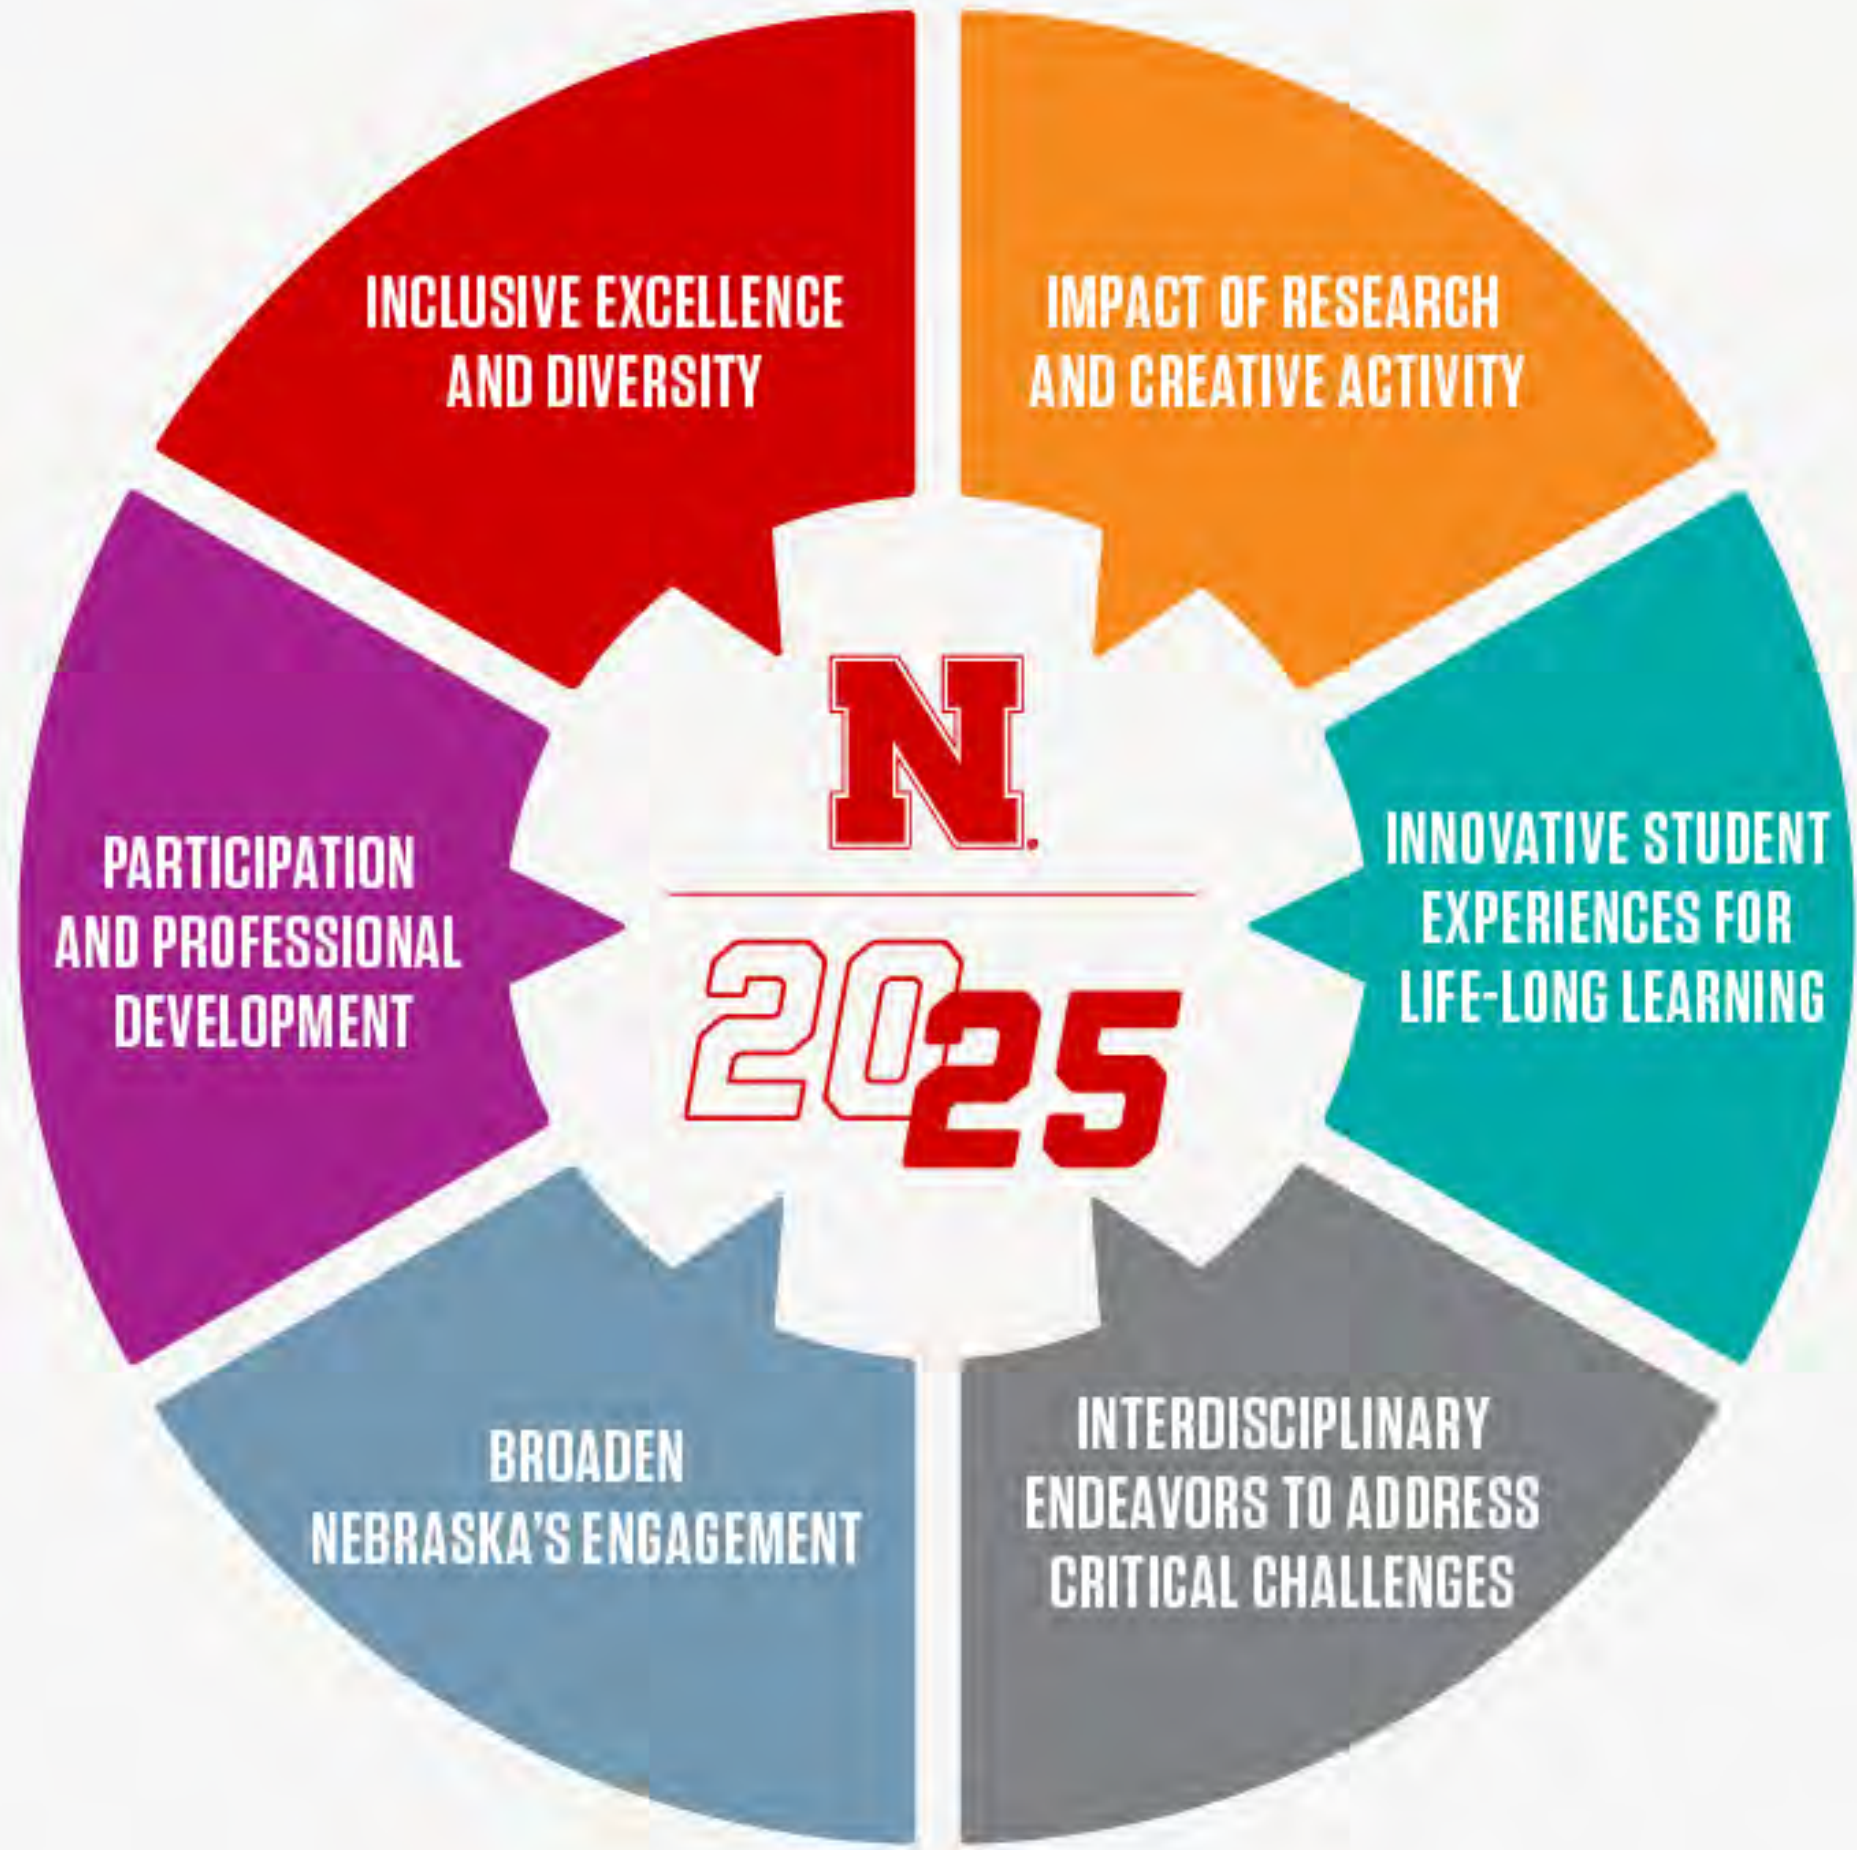 INCLUSIVE EXCELLENCE
AND DIVERSITY
IMPACT OF RESEARCH
AND CREATIVE ACTIVITY
INNOVATIVE STUDENT
EXPERIENCES FOR
LIFE-LONG LEARNING
INTERDISCIPLINARY
ENDEAVORS TO ADDRESS
CRITICAL CHALLENGES
BROADEN
NEBRASKA'S ENGAGEMENT
PARTICIPATION
AND PROFESSIONAL
DEVELOPMENT
N
2025